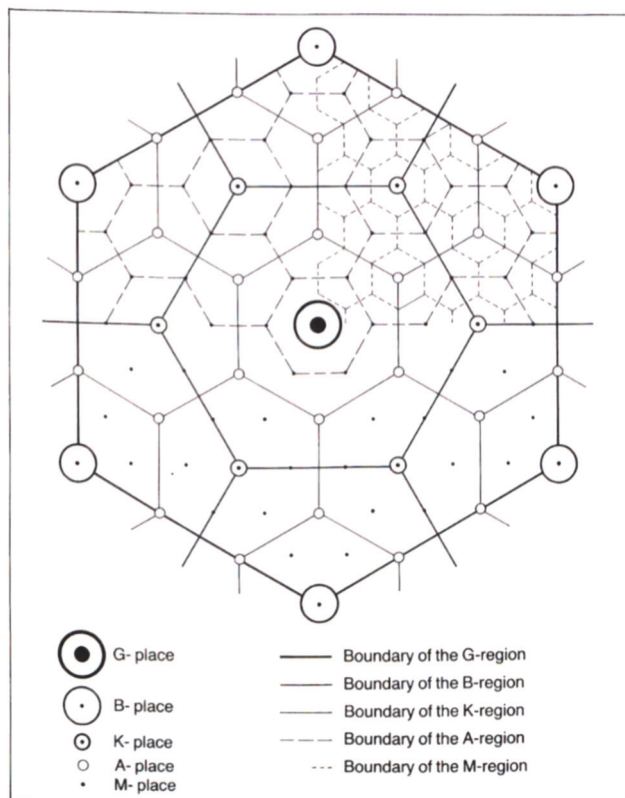 G- place
B- place
K- place
A- place
M- place
Boundary of the G-region
Boundary of the B-region
Boundary of the K-region
Boundary of the A-region
Boundary of the M-region